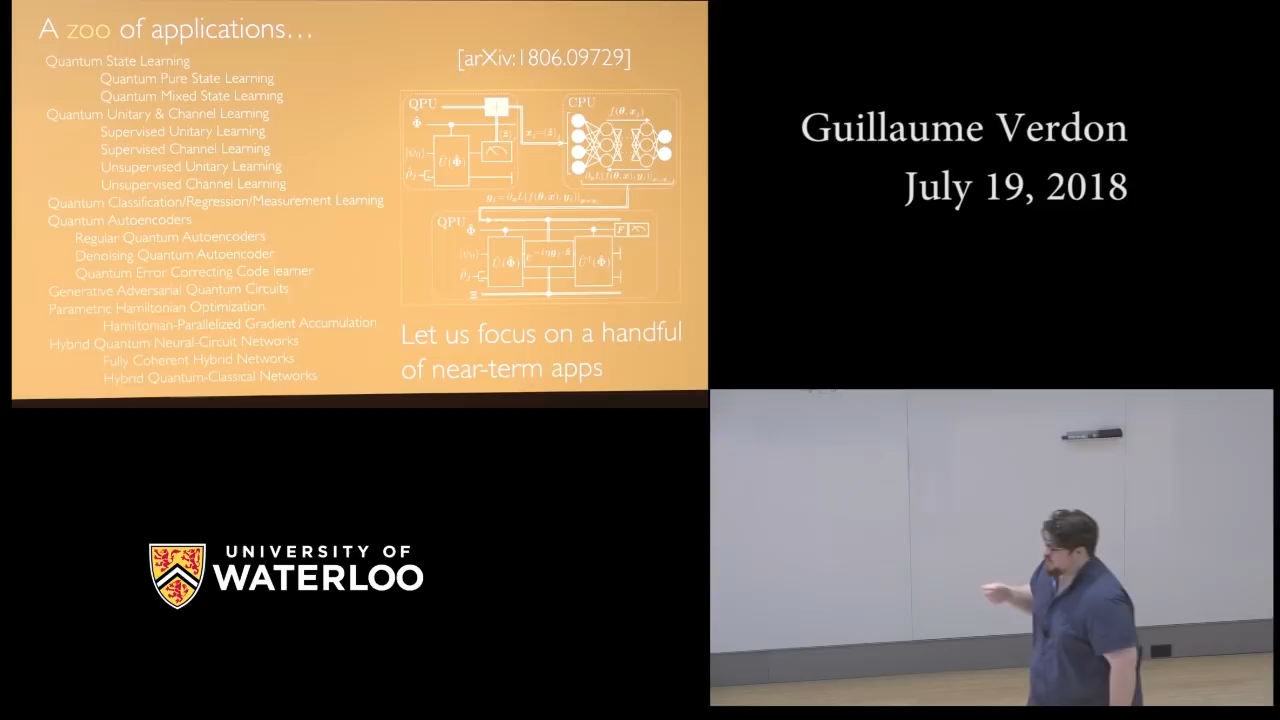 A zoo of applications…
Quantum State Learning
Quantum Pure State Learning
Quantum Mixed State Learning
Quantum Unitary & Channel Learning
Supervised Unitary Learning
Supervised Channel Learning
Unsupervised Unitary Learning
Unsupervised Channel Learning
Quantum Classification/Regression/Measurement Learning
Quantum Autoencoders
Regular Quantum Autoencoders
Denoising Quantum Autoencoder
Quantum Error Correcting Code learner
Generative Adversarial Quantum Circuits
Parametric Hamiltonian Optimization
Hamiltonian-Parallelized Gradient Accumulation
Hybrid Quantum Neural-Circuit Networks
Fully Coherent Hybrid Networks
Hybrid Quantum-Classical Networks
[arXiv:1806.09729]
QPU
CPU
QPU
Let us focus on a handful
of near-term apps
Guillaume Verdon
July 19, 2018
UNIVERSITY OF
WATERLOO